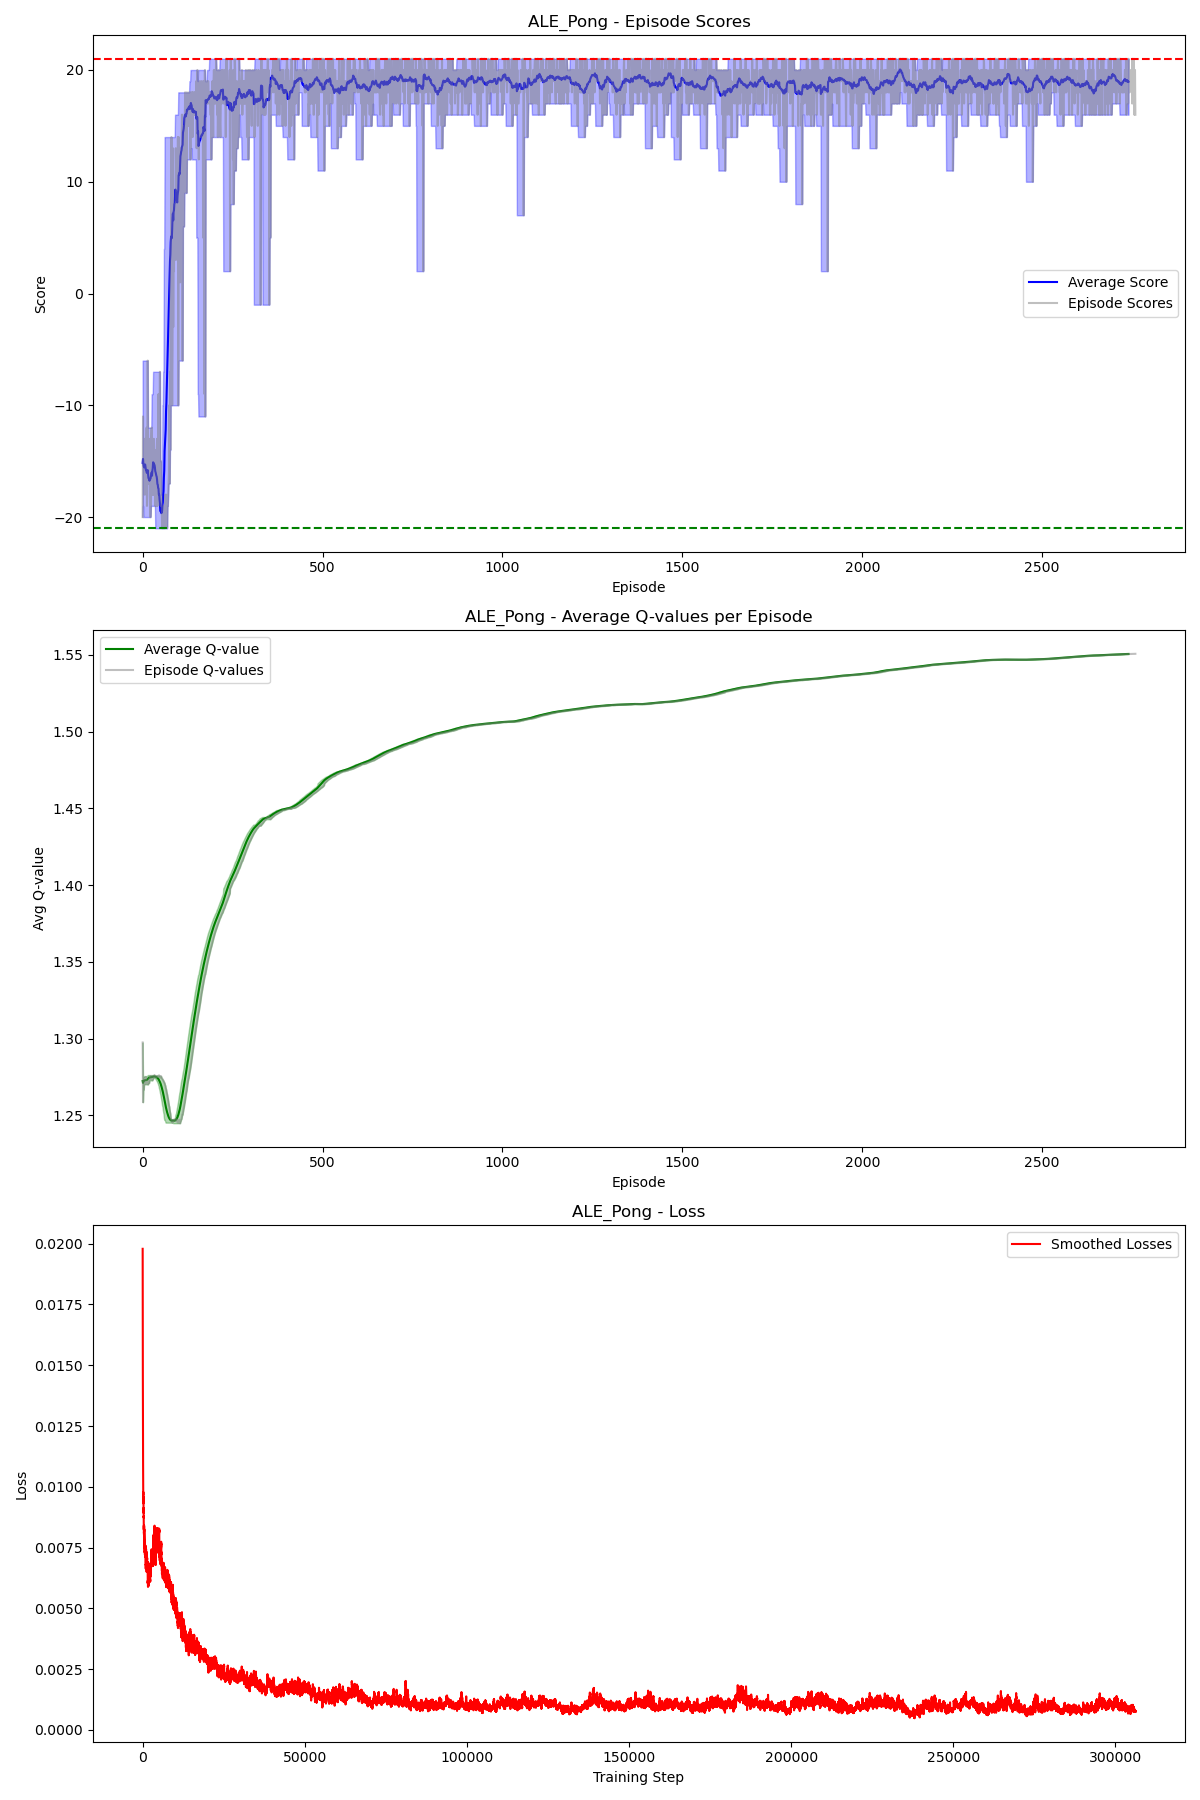 ALE_Pong - Episode Scores
20
10
0
−10
−20
Score
Average Score
Episode Scores
0 500 1000 1500 2000 2500
Episode
ALE_Pong - Average Q-values per Episode
Average Q-value
Episode Q-values
1.55
1.50
1.45
1.40
1.35
1.30
1.25
Avg Q-value
0 500 1000 1500 2000 2500
Episode
ALE_Pong - Loss
Smoothed Losses
0.0200
0.0175
0.0150
0.0125
0.0100
0.0075
0.0050
0.0025
0.0000
Loss
0 50000 100000 150000 200000 250000 300000
Training Step